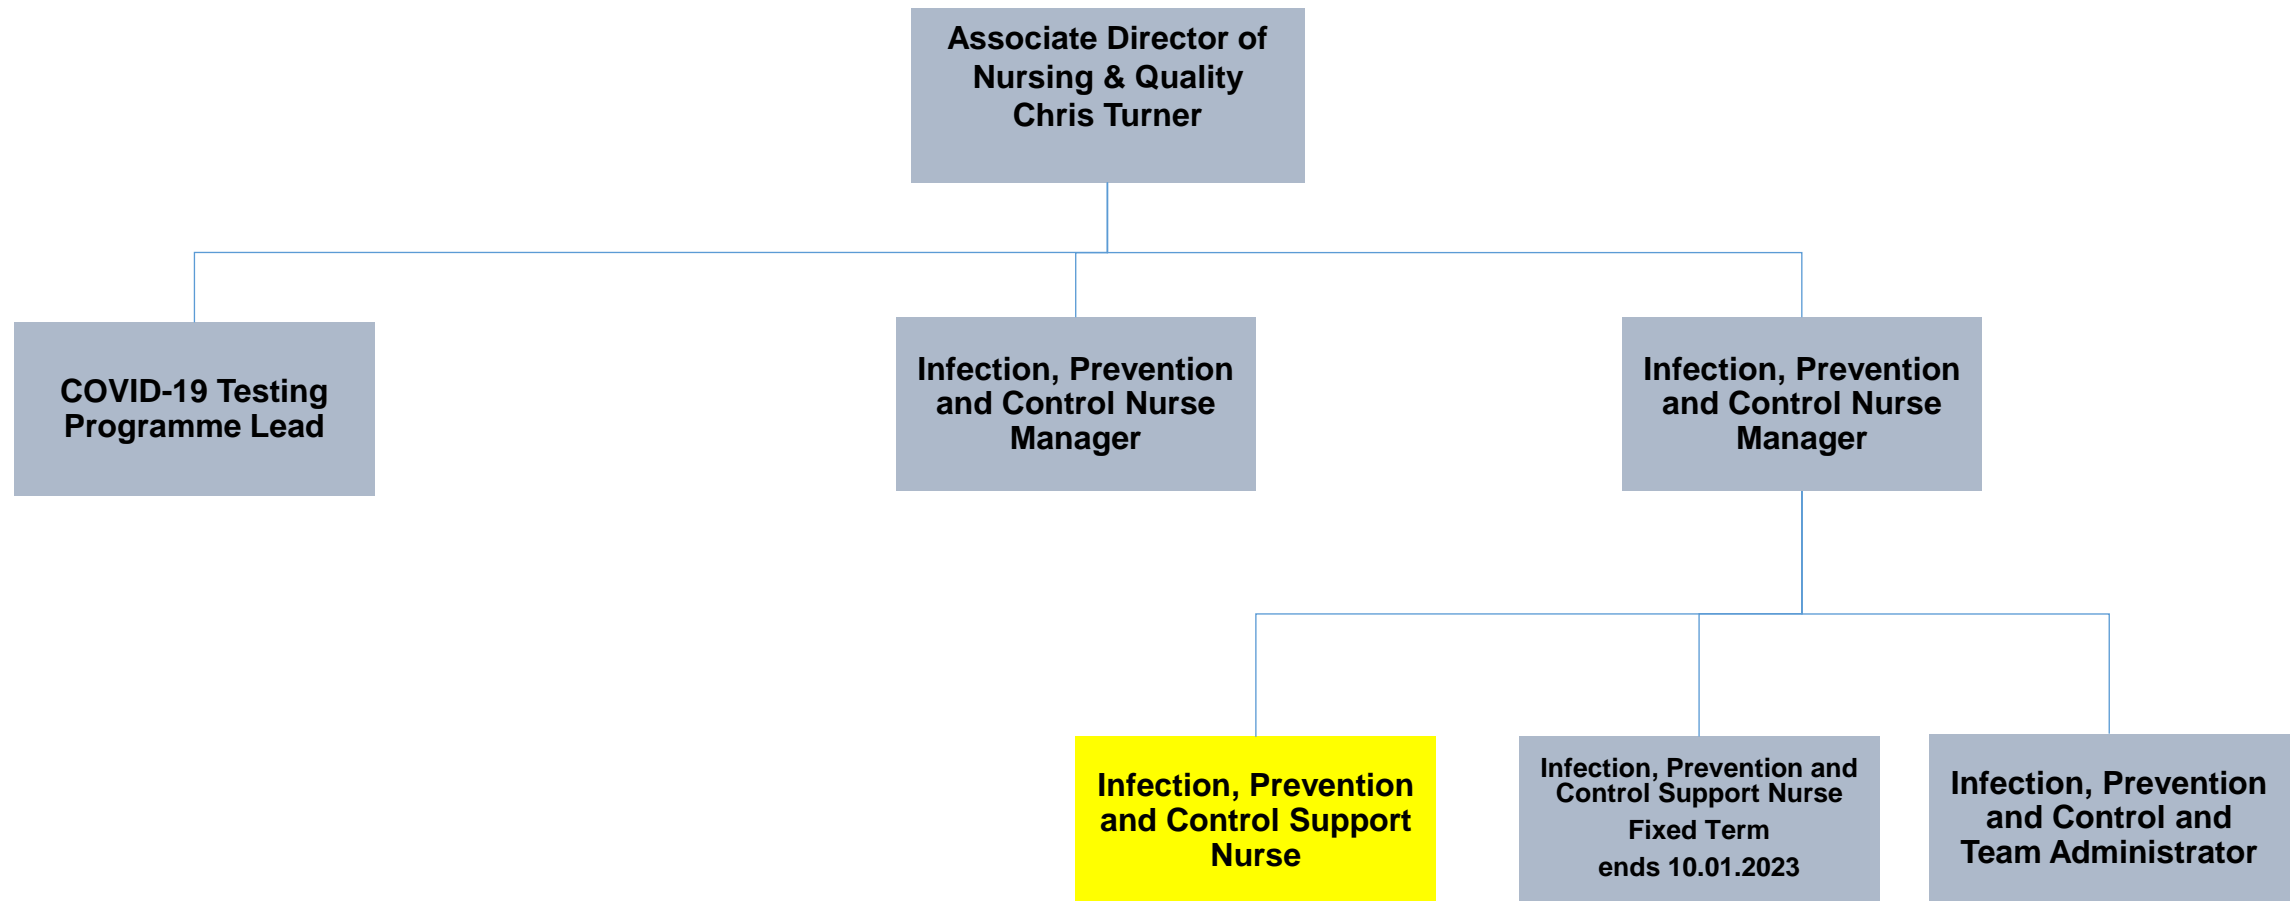 Associate Director of
Nursing & Quality
Chris Turner
COVID-19 Testing
Programme Lead
Infection, Prevention
and Control Nurse
Manager
Infection, Prevention
and Control Nurse
Manager
Infection, Prevention
and Control Support
Nurse
Infection, Prevention and
Control Support Nurse
Fixed Term
ends 10.01.2023
Infection, Prevention
and Control and
Team Administrator